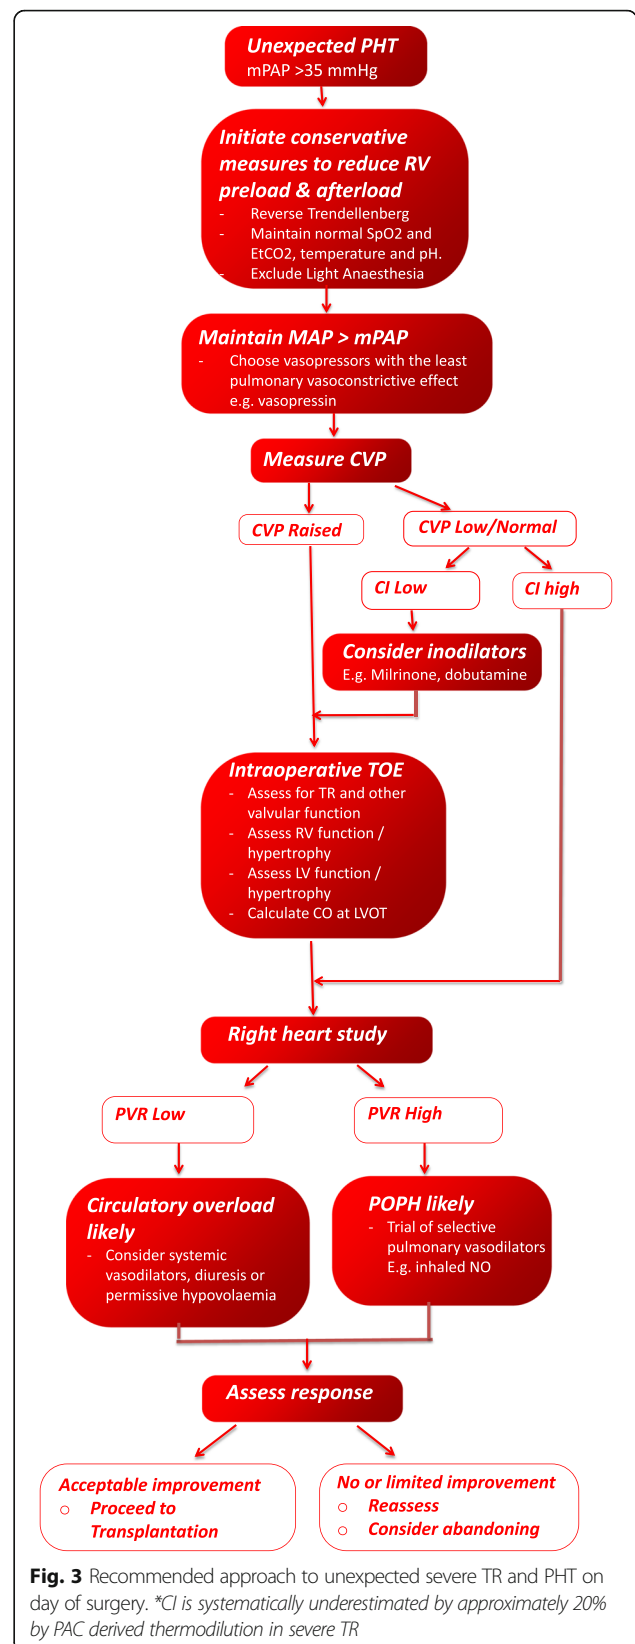 Unexpected PHT
mPAP >35 mmHg
Initiate conservative
measures to reduce RV
preload & afterload
- Reverse Trendellenberg
- Maintain normal SpO2 and
EtCO2, temperature and pH.
- Exclude Light Anaesthesia
Maintain MAP > mPAP
- Choose vasopressors with the least
pulmonary vasoconstrictive effect
e.g. vasopressin
Measure CVP
CVP Raised
CVP Low/Normal
CI Low
CI high
Consider inodilators
E.g. Milrinone, dobutamine
Intraoperative TOE
- Assess for TR and other
valvular function
- Assess RV function /
hypertrophy
- Assess LV function /
hypertrophy
- Calculate CO at LVOT
Right heart study
PVR Low
PVR High
Circulatory overload
likely
- Consider systemic
vasodilators, diuresis or
permissive hypovolaemia
POPH likely
- Trial of selective
pulmonary vasodilators
E.g. inhaled NO
Assess response
Acceptable improvement
o Proceed to
Transplantation
No or limited improvement
o Reassess
o Consider abandoning
Fig. 3 Recommended approach to unexpected severe TR and PHT on
day of surgery. *CI is systematically underestimated by approximately 20%
by PAC derived thermodilution in severe TR